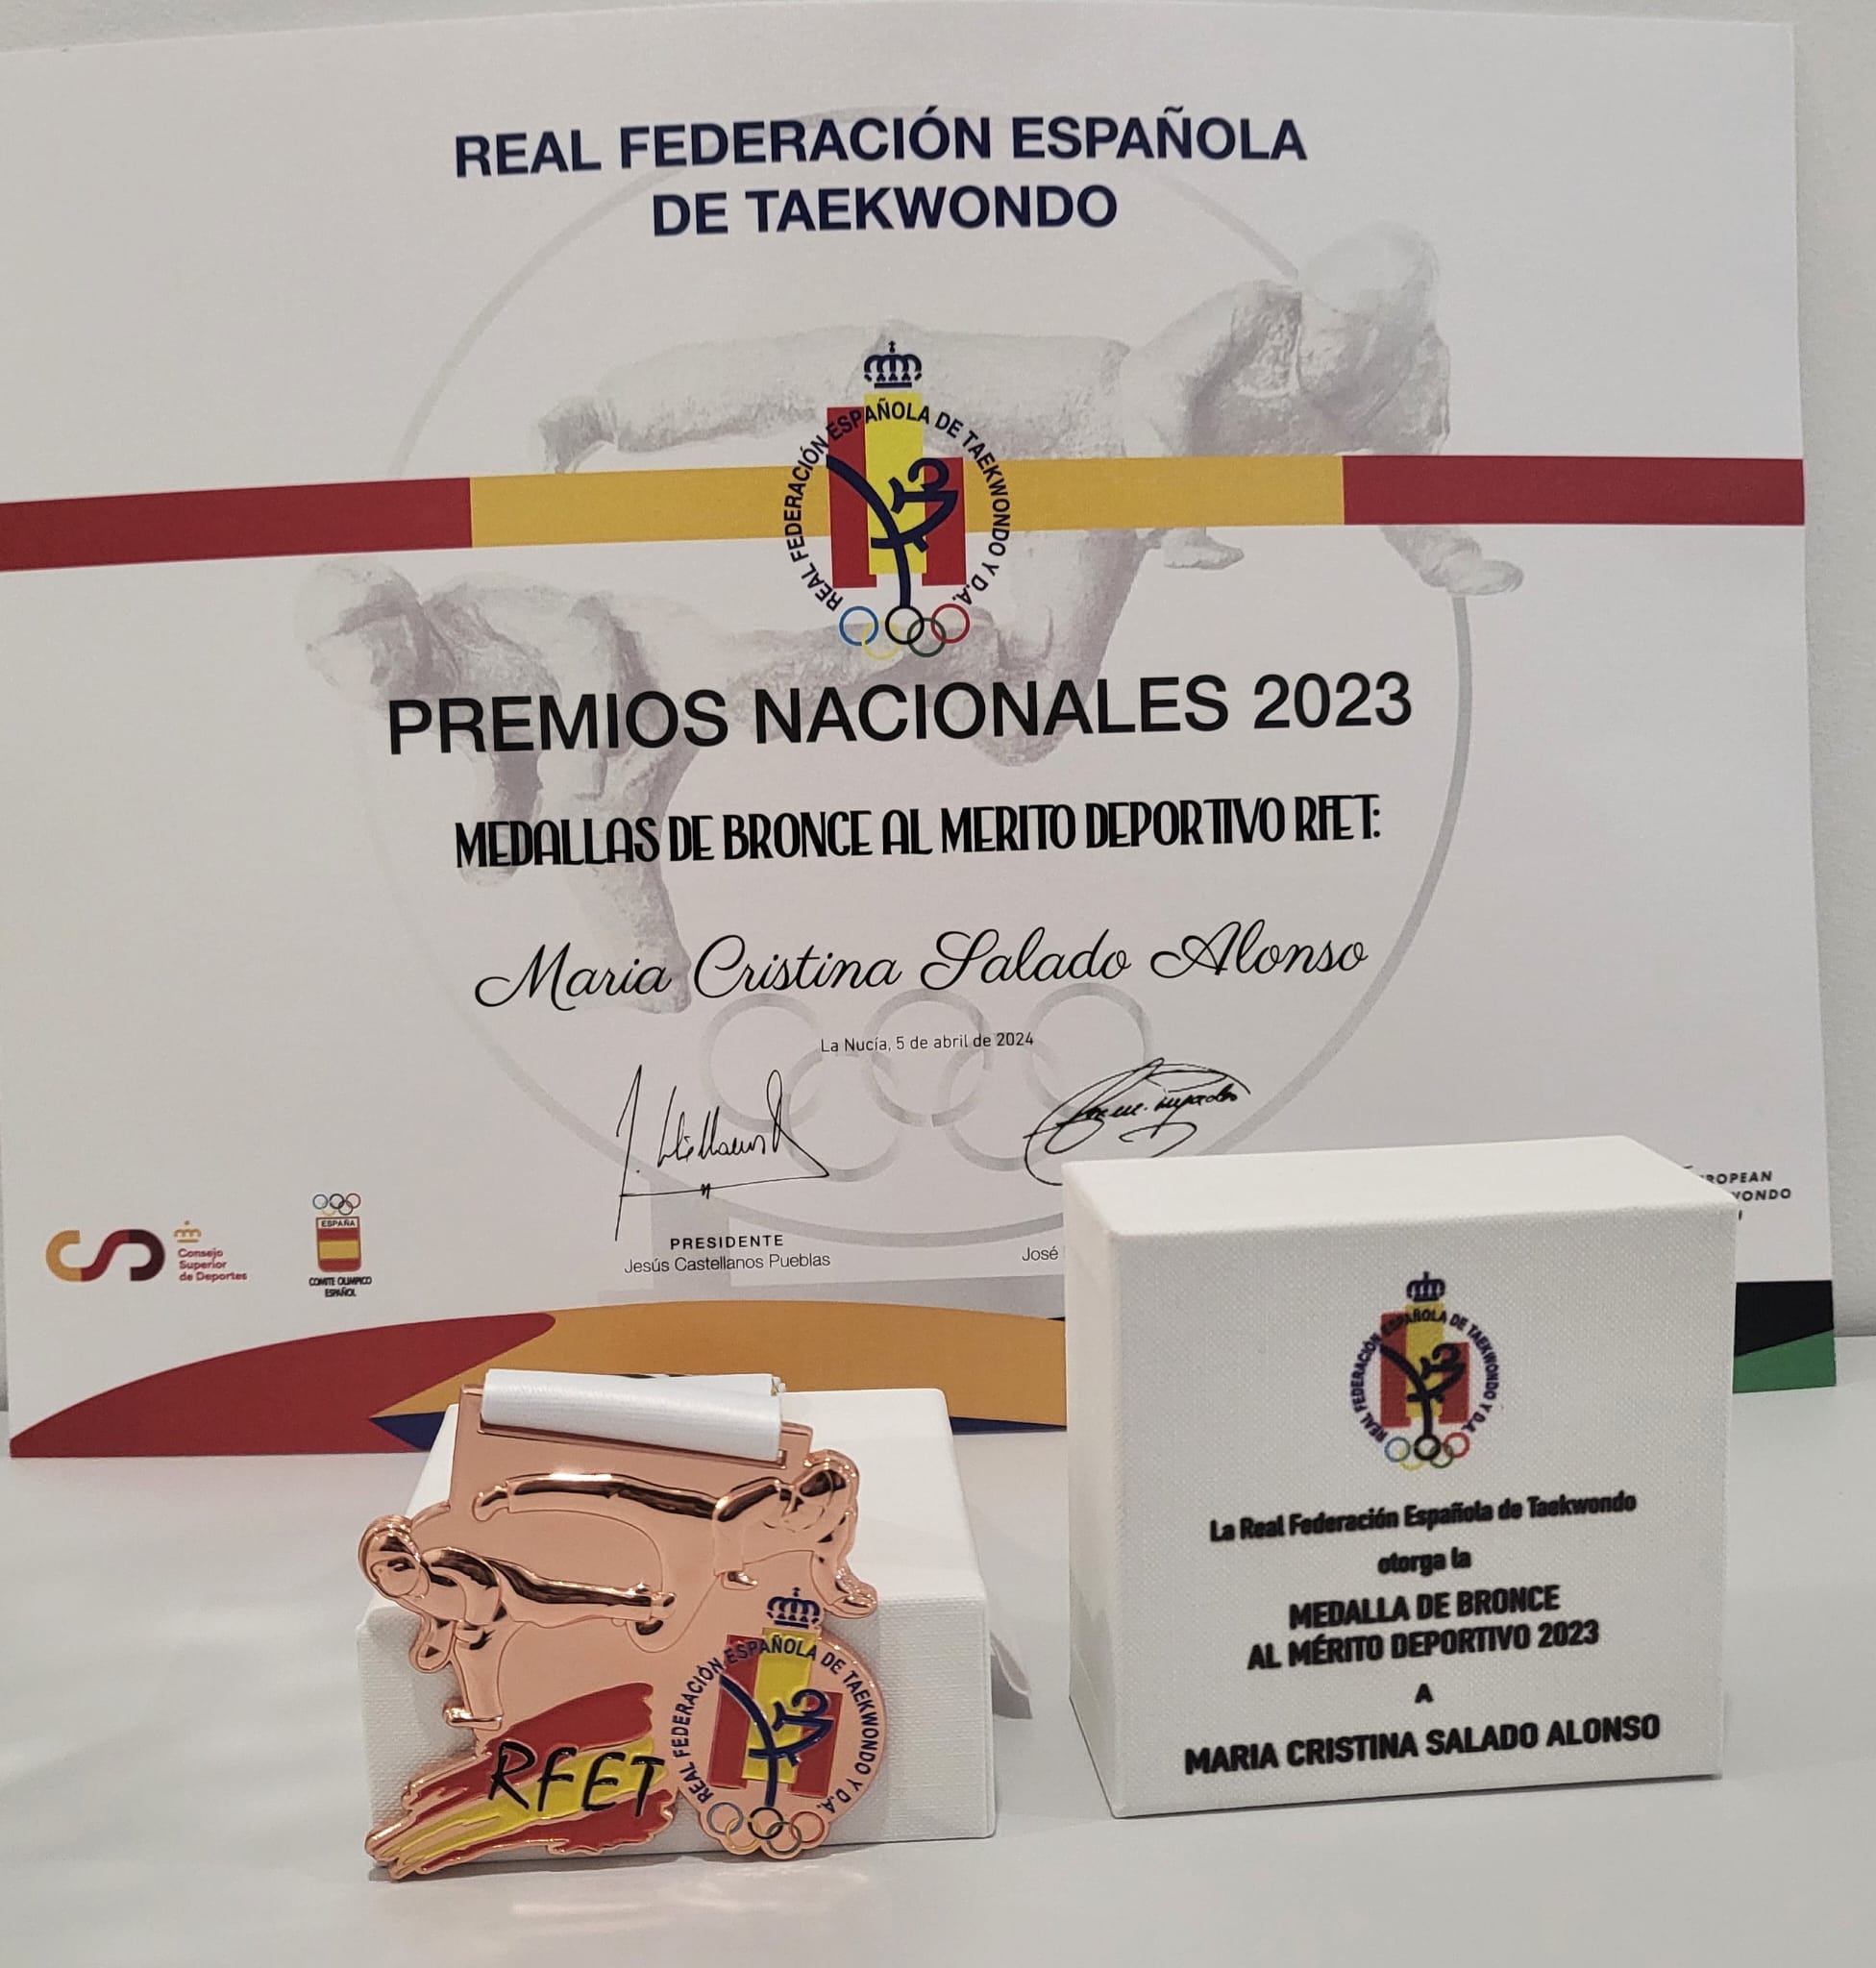 REAL FEDERACIÓN ESPAÑOLA
DE TAEKWONDO
REAL FEDERACIÓN ESPAÑOLA DE TAEKWONDO Y D.A.
PREMIOS NACIONALES 2023
MEDALLAS DE BRONCE AL MERITO DEPORTIVO RFET:
Maria Cristina Salado Alonso
La Nucía, 5 de abril de 2024
PRESIDENTE
Jesús Castellanos Pueblas
José
Consejo
Superior
de Deportes
ESPAÑA
COMITE OLIMPICO
ESPAÑOL
RFET
REAL FEDERACIÓN ESPAÑOLA DE TAEKWONDO Y D.A.
REAL FEDERACIÓN ESPAÑOLA DE TAEKWONDO Y D.A.
La Real Federación Española de Taekwondo
otorga la
MEDALLA DE BRONCE
AL MÉRITO DEPORTIVO 2023
A
MARIA CRISTINA SALADO ALONSO